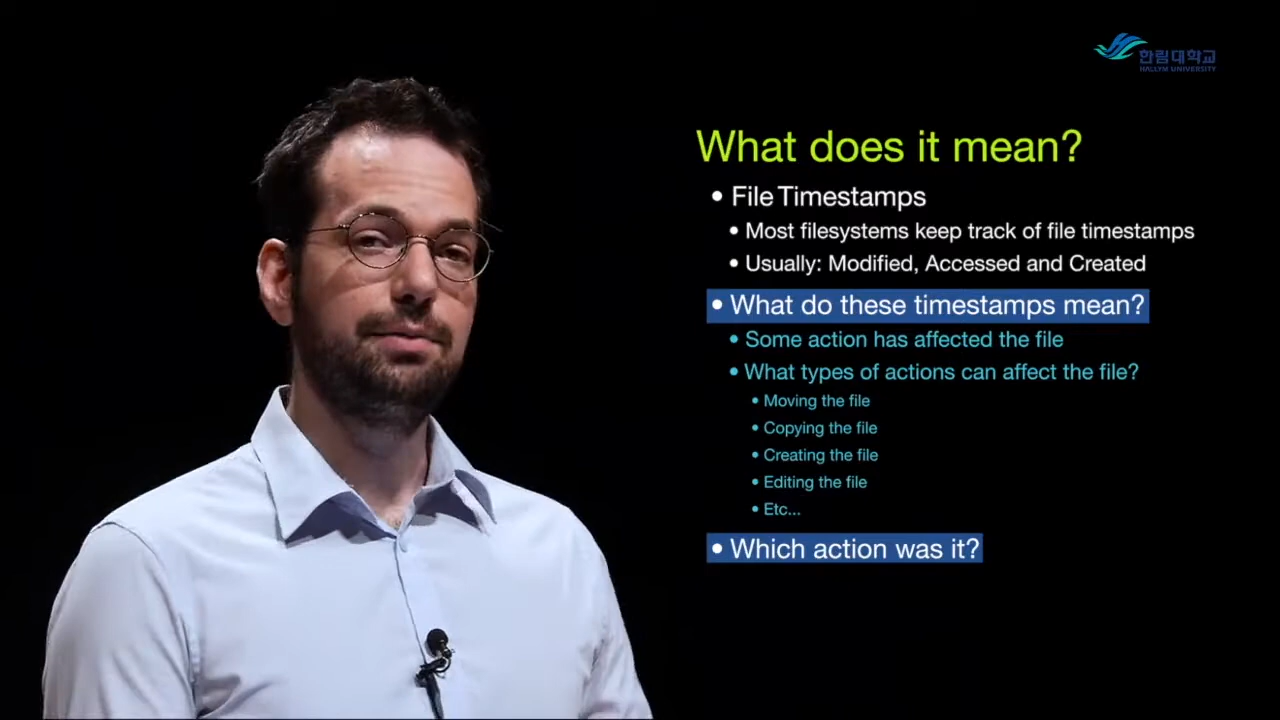 한림대학교
HALLYM UNIVERSITY
What does it mean?
• File Timestamps
• Most filesystems keep track of file timestamps
• Usually: Modified, Accessed and Created
• What do these timestamps mean?
• Some action has affected the file
• What types of actions can affect the file?
• Moving the file
• Copying the file
• Creating the file
• Editing the file
• Etc...
• Which action was it?